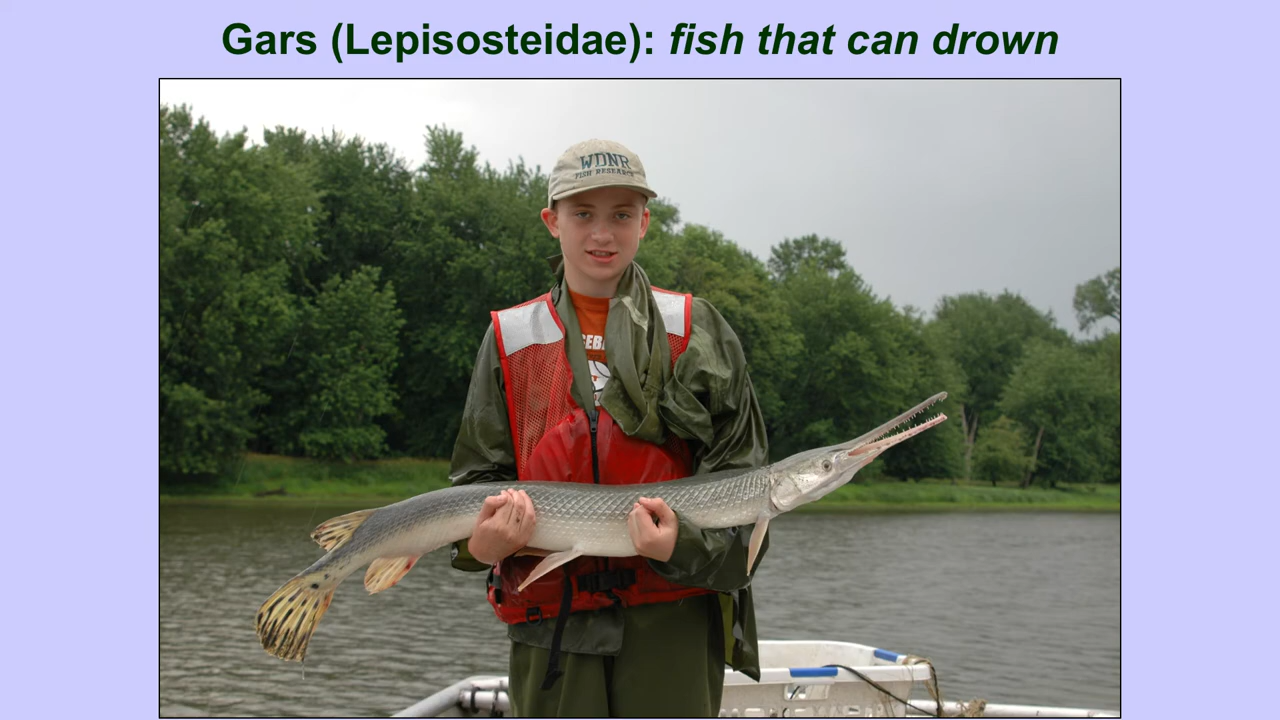 Gars (Lepisosteidae): fish that can drown
WDNR
FISH RESEARCH